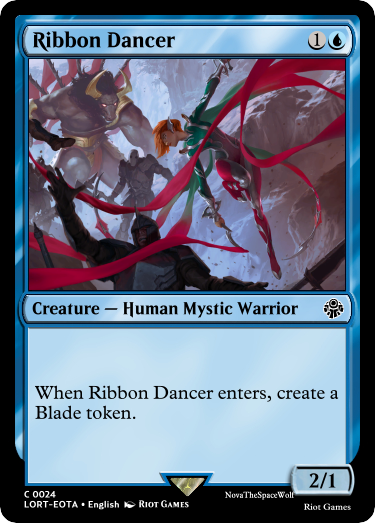 Ribbon Dancer 1
Creature — Human Mystic Warrior
When Ribbon Dancer enters, create a
Blade token.
2/1
C 0024
LORT-EOTA • English RIOT GAMES
NovaTheSpaceWolf
Riot Games